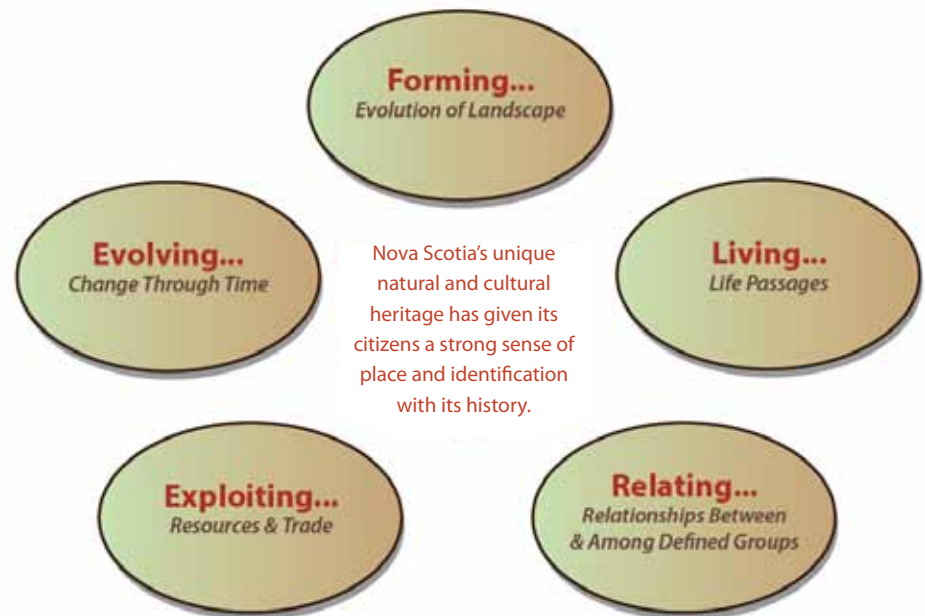 Forming...
Evolution of Landscape
Evolving...
Change Through Time
Nova Scotia’s unique
natural and cultural
heritage has given its
citizens a strong sense of
place and identification
with its history.
Living...
Life Passages
Exploiting...
Resources & Trade
Relating...
Relationships Between
& Among Defined Groups